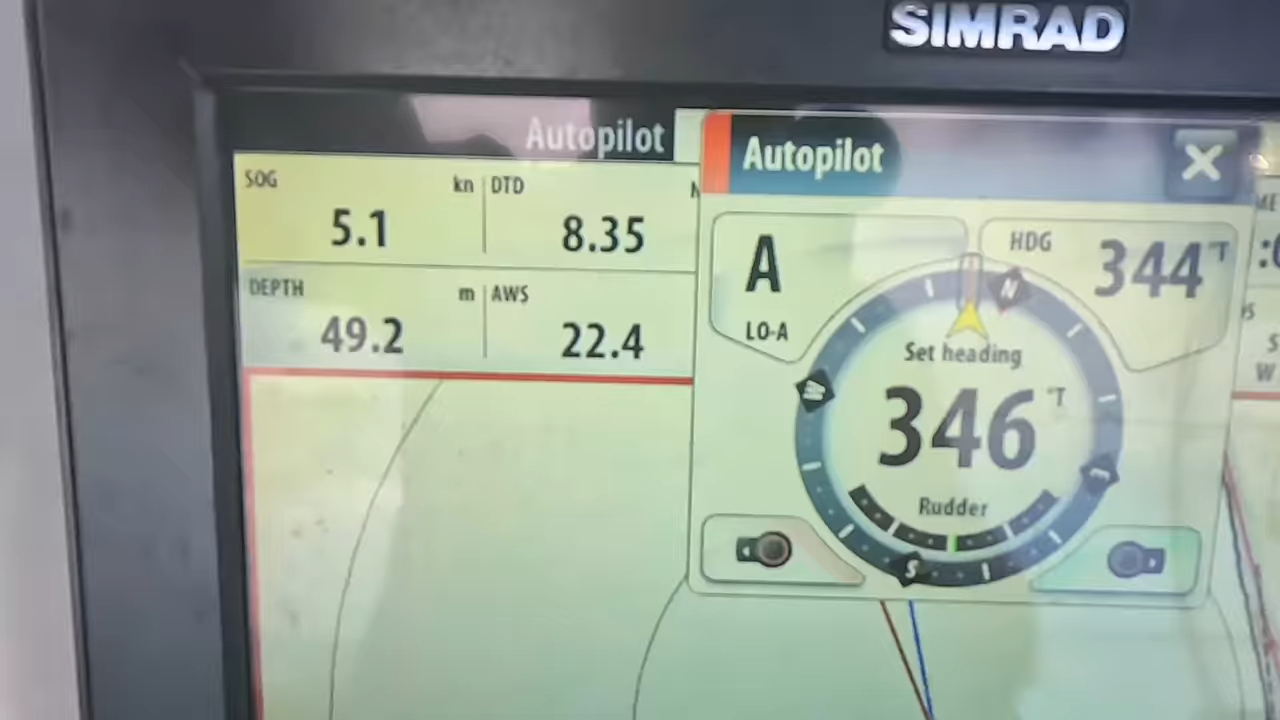 SIMRAD
Autopilot
Autopilot
X
SOG kn DTD
5.1 8.35
DEPTH m AWS
49.2 22.4
A
LO-A
HDG 344°T
N
W
E
S
Set heading
346°T
Rudder
S
W